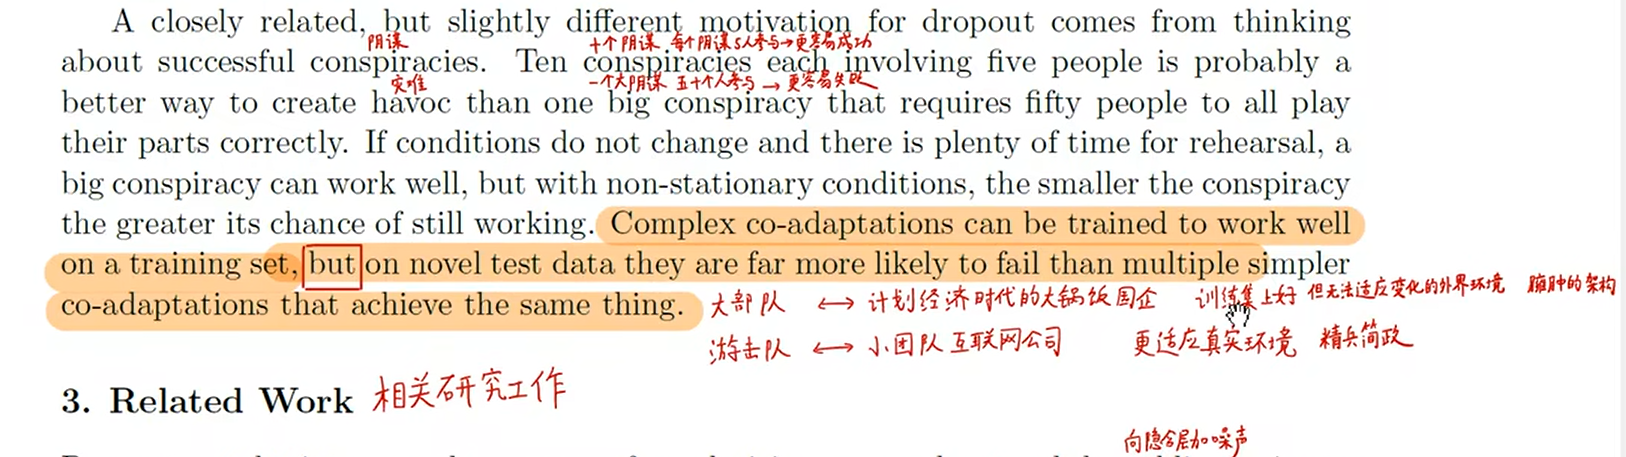 A closely related, but slightly different motivation for dropout comes from thinking
阴谋 十个阴谋 每个阴谋5人参与→更容易成功
about successful conspiracies. Ten conspiracies each involving five people is probably a
灾难 一个大阴谋 五十个人参与 → 更容易失败
better way to create havoc than one big conspiracy that requires fifty people to all play
their parts correctly. If conditions do not change and there is plenty of time for rehearsal, a
big conspiracy can work well, but with non-stationary conditions, the smaller the conspiracy
the greater its chance of still working. Complex co-adaptations can be trained to work well
on a training set, but on novel test data they are far more likely to fail than multiple simpler
co-adaptations that achieve the same thing. 大部队 ↔ 计划经济时代的大锅饭国企 训练集上好 但无法适应变化的外界环境 臃肿的架构
游击队 ↔ 小团队互联网公司 更适应真实环境 精兵简政
3. Related Work 相关研究工作
向隐含层加噪声